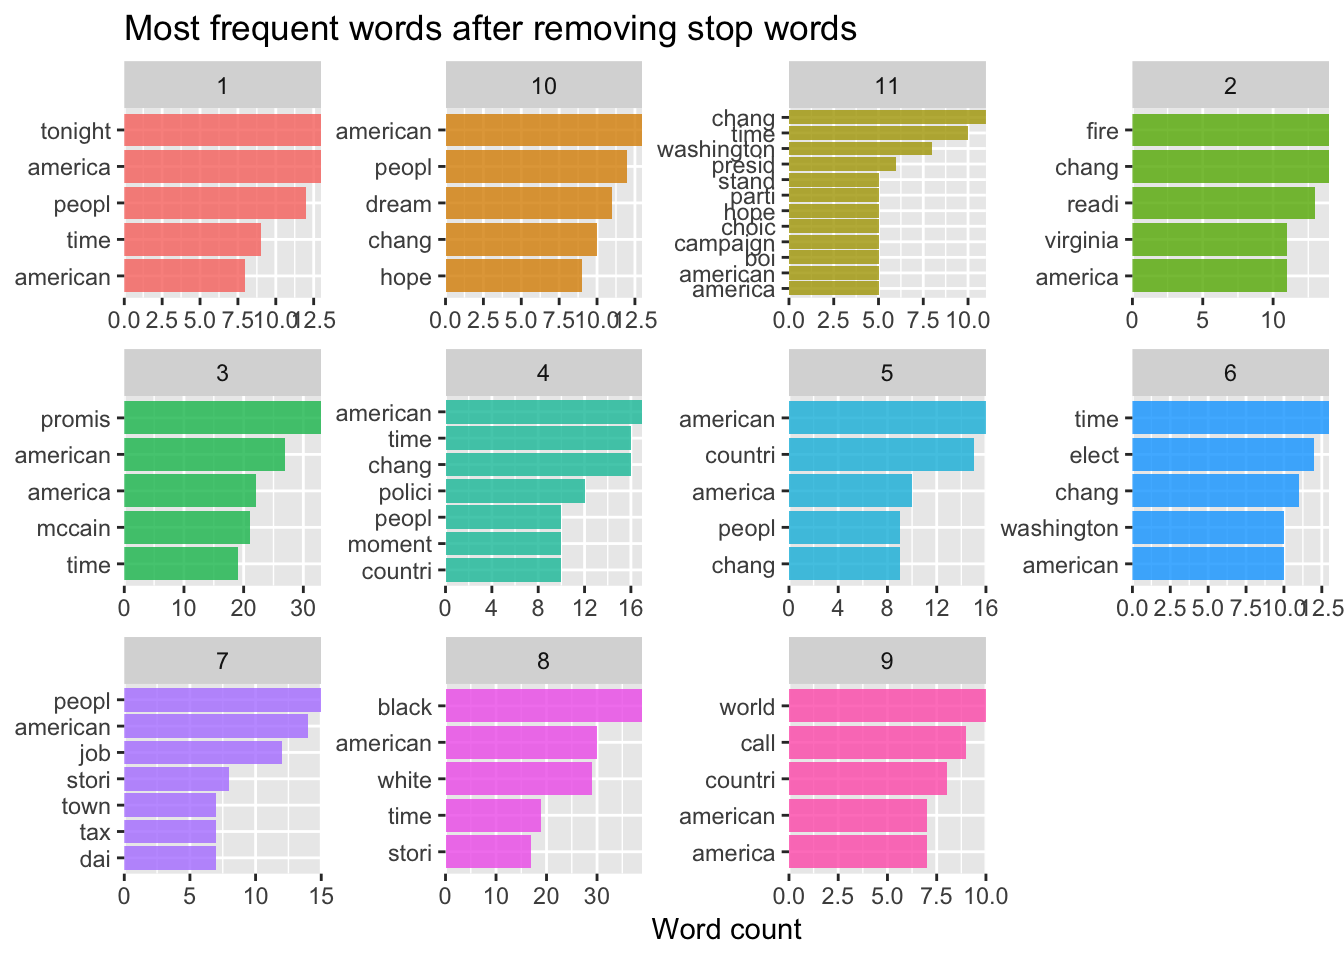 Most frequent words after removing stop words
1
tonight
america
peopl
time
american
0.0 2.5 5.0 7.5 10.0 12.5
10
american
peopl
dream
chang
hope
0.0 2.5 5.0 7.5 10.0 12.5
11
chang
time
washington
presid
stand
parti
hope
choic
campaign
boi
american
america
0.0 2.5 5.0 7.5 10.0
2
fire
chang
readi
virginia
america
0 5 10
3
promis
american
america
mccain
time
0 10 20 30
4
american
time
chang
polici
peopl
moment
countri
0 4 8 12 16
5
american
countri
america
peopl
chang
0 4 8 12 16
6
time
elect
chang
washington
american
0.0 2.5 5.0 7.5 10.0 12.5
7
peopl
american
job
stori
town
tax
dai
0 5 10 15
8
black
american
white
time
stori
0 10 20 30
9
world
call
countri
american
america
0.0 2.5 5.0 7.5 10.0
Word count